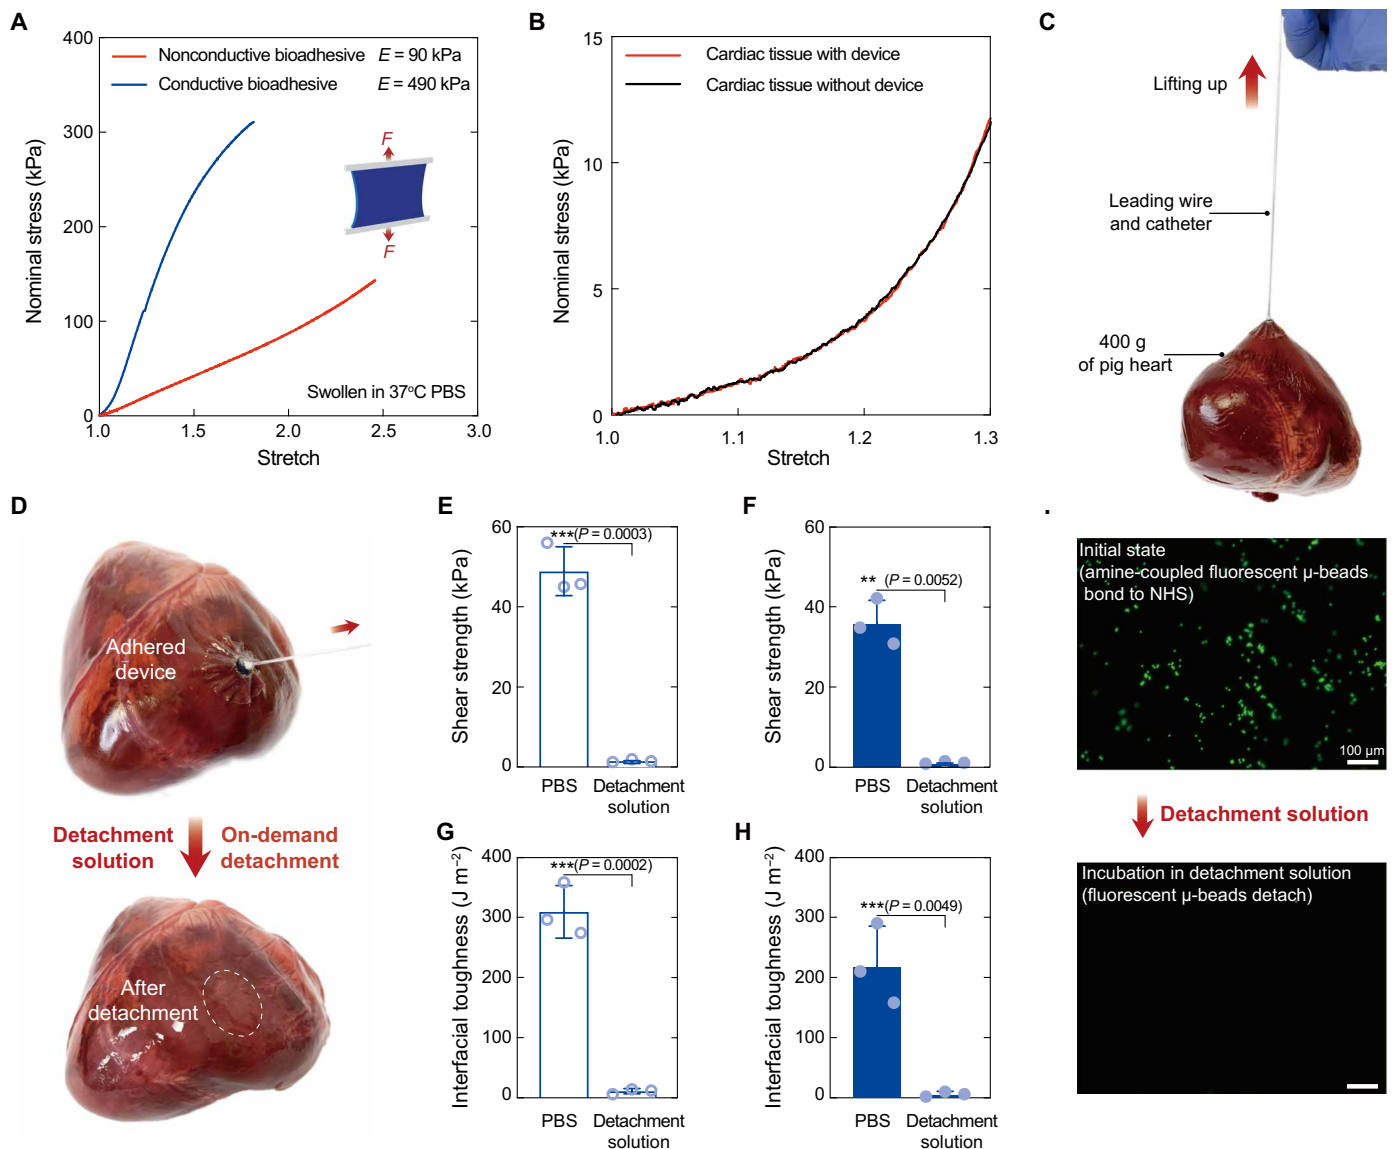 A
400
300
200
100
0
Nominal stress (kPa)
Nonconductive bioadhesive E = 90 kPa
Conductive bioadhesive E = 490 kPa
F
F
Swollen in 37°C PBS
1.0 1.5 2.0 2.5 3.0
Stretch
B
15
10
5
0
Nominal stress (kPa)
Cardiac tissue with device
Cardiac tissue without device
1.0 1.1 1.2 1.3
Stretch
C
Lifting up
Leading wire
and catheter
400 g
of pig heart
D
Adhered
device
Detachment
solution
On-demand
detachment
After
detachment
E
60
40
20
0
Shear strength (kPa)
***(P = 0.0003)
PBS Detachment
solution
F
60
40
20
0
Shear strength (kPa)
** (P = 0.0052)
PBS Detachment
solution
G
400
300
200
100
0
Interfacial toughness (J m⁻²)
***(P = 0.0002)
PBS Detachment
solution
H
400
300
200
100
0
Interfacial toughness (J m⁻²)
***(P = 0.0049)
PBS Detachment
solution
Initial state
(amine-coupled fluorescent μ-beads
bond to NHS)
100 μm
Detachment solution
Incubation in detachment solution
(fluorescent μ-beads detach)